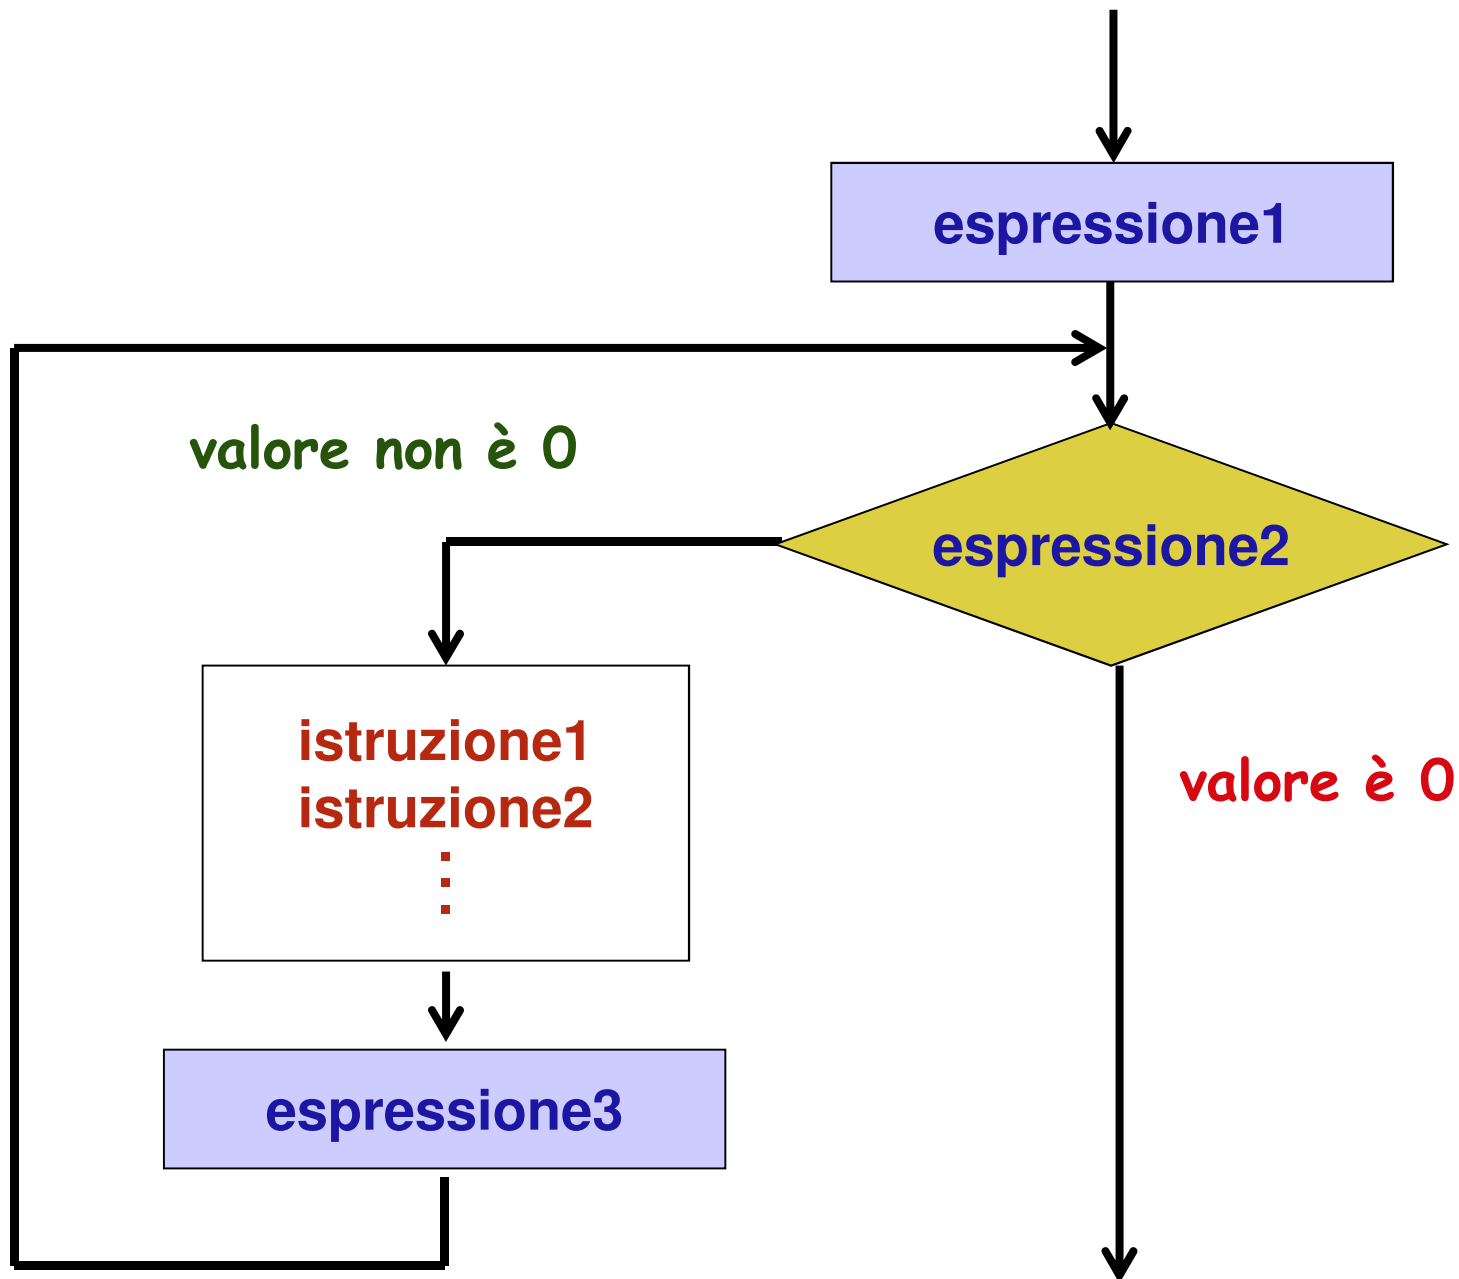 espressione1
valore non è 0
espressione2
istruzione1
istruzione2
valore è 0
espressione3